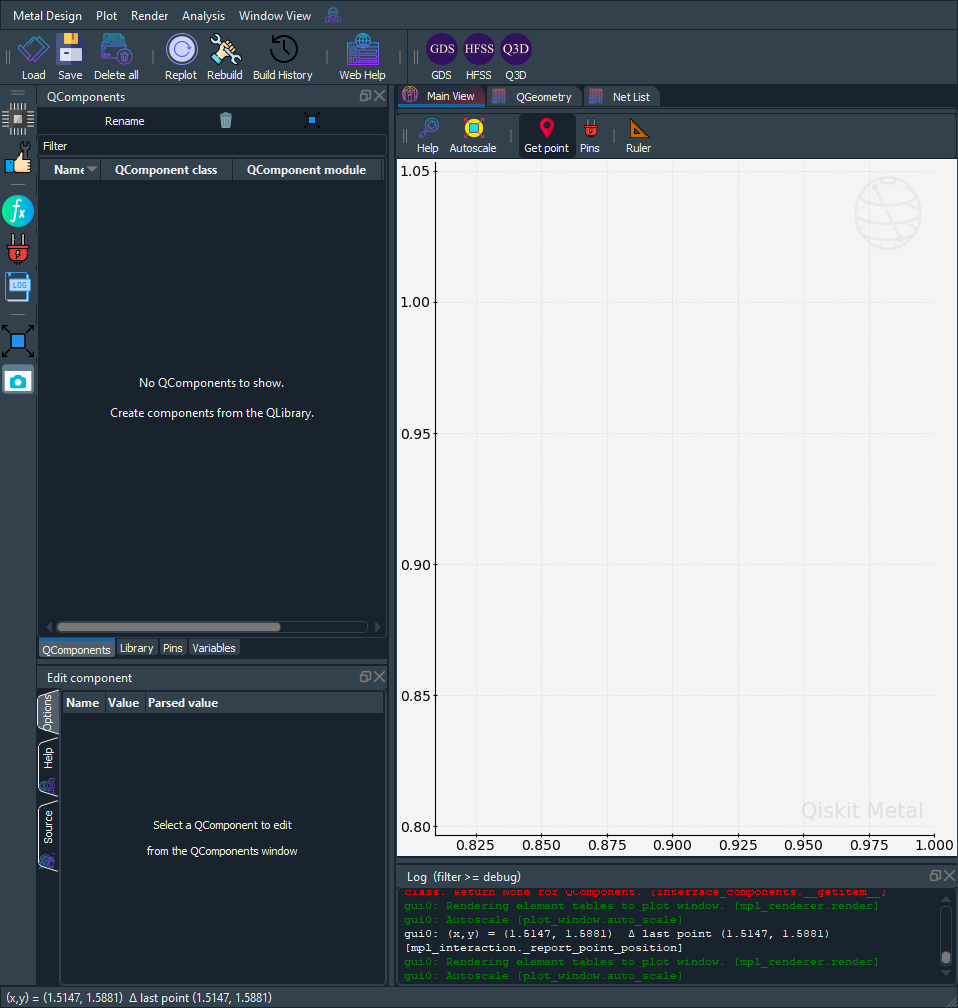 Metal Design Plot Render Analysis Window View
Load Save Delete all Replot Rebuild Build History Web Help
GDS HFSS Q3D
GDS HFSS Q3D
QComponents
Rename
Filter
Name QComponent class QComponent module
fx
LOG
No QComponents to show.
Create components from the QLibrary.
QComponents Library Pins Variables
Edit component
Options
Help
Source
Name Value Parsed value
Select a QComponent to edit
from the QComponents window
Main View QGeometry Net List
Help Autoscale Get point Pins Ruler
1.05
1.00
0.95
0.90
0.85
0.80
0.825 0.850 0.875 0.900 0.925 0.950 0.975 1.000
Qiskit Metal
Log (filter >= debug)
class. Return None for QComponent. [interface_components.__getitem__]
gui0: Rendering element tables to plot window. [mpl_renderer.render]
gui0: Autoscale [plot_window.auto_scale]
gui0: (x,y) = (1.5147, 1.5881) Δ last point (1.5147, 1.5881)
[mpl_interaction._report_point_position]
gui0: Rendering element tables to plot window. [mpl_renderer.render]
gui0: Autoscale [plot_window.auto_scale]
(x,y) = (1.5147, 1.5881) Δ last point (1.5147, 1.5881)